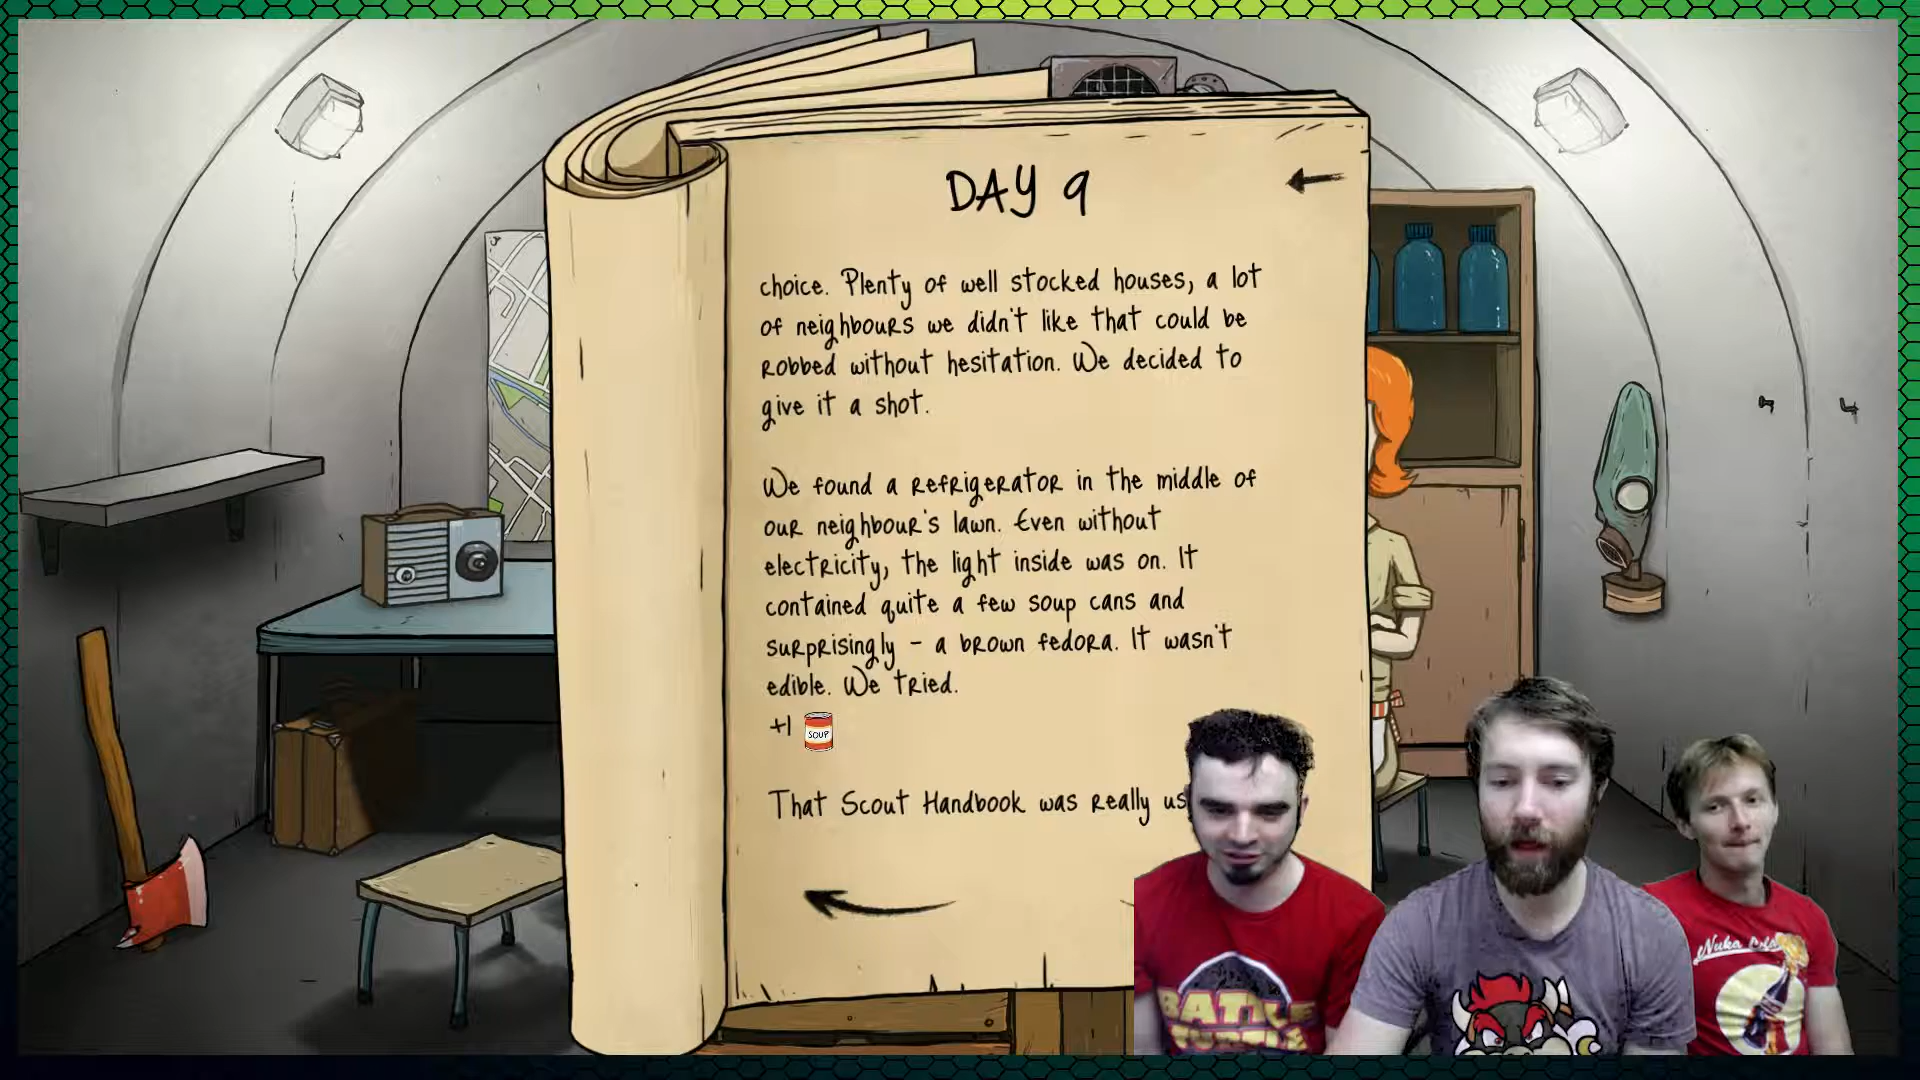 DAY 9
choice. Plenty of well stocked houses, a lot
of neighbours we didn't like that could be
robbed without hesitation. We decided to
give it a shot.
We found a refrigerator in the middle of
our neighbour's lawn. Even without
electricity, the light inside was on. It
contained quite a few soup cans and
surprisingly - a brown fedora. It wasn't
edible. We tried.
+1
SOUP
That Scout Handbook was really
BATTLE
Nuka Cola